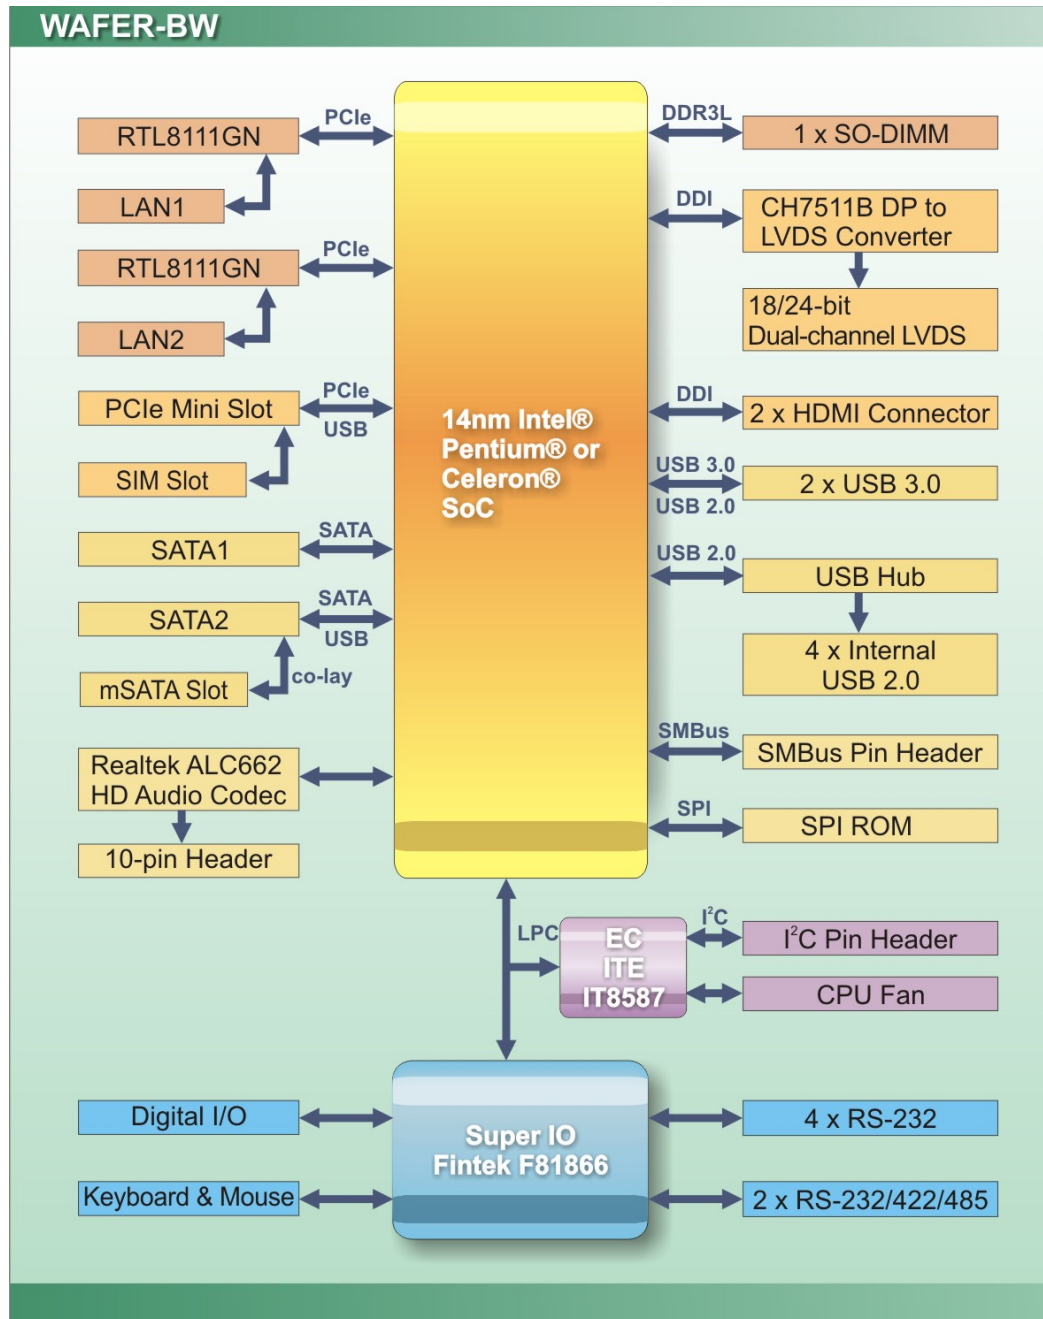 WAFER-BW
RTL8111GN
PCIe
LAN1
RTL8111GN
PCIe
LAN2
PCIe Mini Slot
PCIe
USB
SIM Slot
SATA1
SATA
SATA2
SATA
USB
mSATA Slot
co-lay
Realtek ALC662
HD Audio Codec
10-pin Header
14nm Intel®
Pentium® or
Celeron®
SoC
DDR3L
1 x SO-DIMM
DDI
CH7511B DP to
LVDS Converter
18/24-bit
Dual-channel LVDS
DDI
2 x HDMI Connector
USB 3.0
USB 2.0
2 x USB 3.0
USB 2.0
USB Hub
4 x Internal
USB 2.0
SMBus
SMBus Pin Header
SPI
SPI ROM
LPC
EC
ITE
IT8587
I²C
I²C Pin Header
CPU Fan
Digital I/O
Keyboard & Mouse
Super IO
Fintek F81866
4 x RS-232
2 x RS-232/422/485